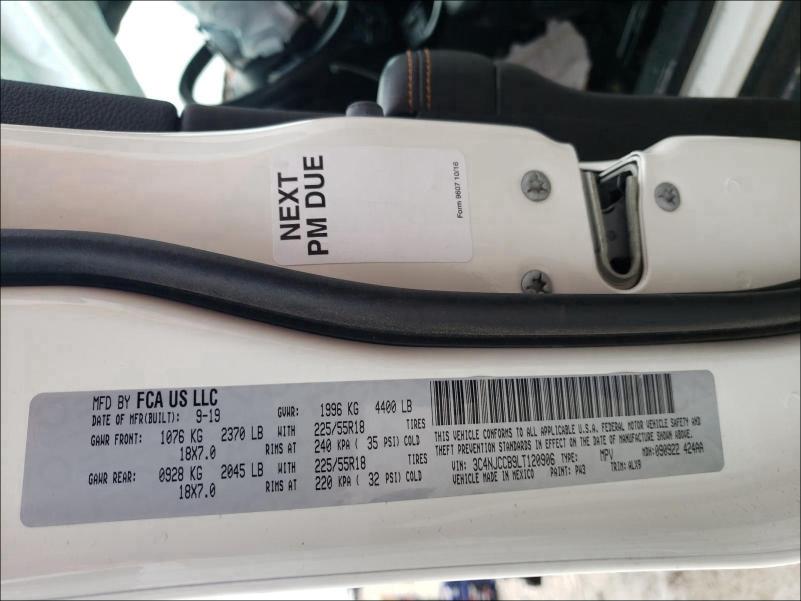 NEXT
PM DUE
Form 9607 10/16
MFD BY FCA US LLC
DATE OF MFR(BUILT): 9-19 GVWR: 1996 KG 4400 LB
GAWR FRONT: 1076 KG 2370 LB WITH 225/55R18 TIRES
18X7.0 RIMS AT 240 KPA ( 35 PSI) COLD
GAWR REAR: 0928 KG 2045 LB WITH 225/55R18 TIRES
18X7.0 RIMS AT 220 KPA ( 32 PSI) COLD
THIS VEHICLE CONFORMS TO ALL APPLICABLE U.S.A. FEDERAL MOTOR VEHICLE SAFETY AND
THEFT PREVENTION STANDARDS IN EFFECT ON THE DATE OF MANUFACTURE SHOWN ABOVE.
VIN: 3C4NJCCB9LT120906 TYPE: MPV MDH: 090922 424AA
VEHICLE MADE IN MEXICO PAINT: PW3 TRIM: ALX9